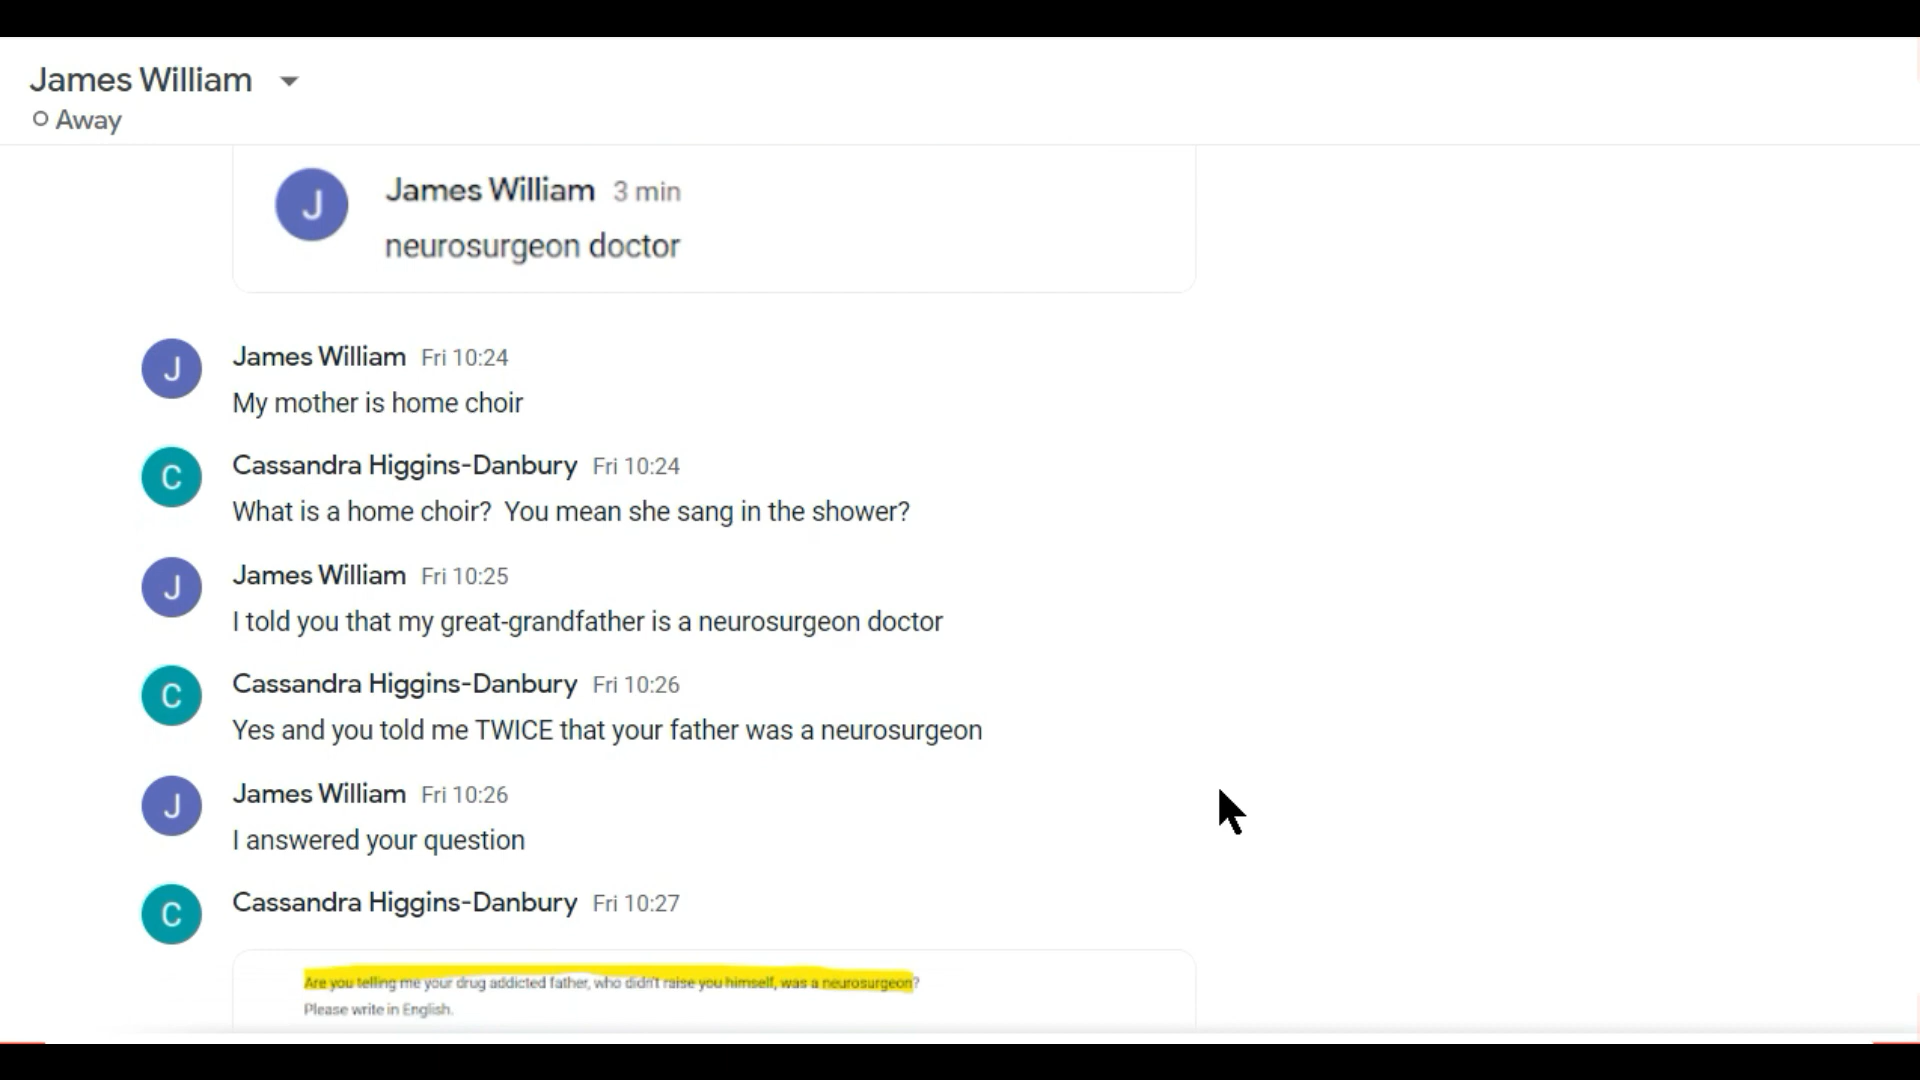 James William
Away
James William 3 min
neurosurgeon doctor
J
James William Fri 10:24
My mother is home choir
J
Cassandra Higgins-Danbury Fri 10:24
What is a home choir? You mean she sang in the shower?
C
James William Fri 10:25
I told you that my great-grandfather is a neurosurgeon doctor
J
Cassandra Higgins-Danbury Fri 10:26
Yes and you told me TWICE that your father was a neurosurgeon
C
James William Fri 10:26
I answered your question
J
Cassandra Higgins-Danbury Fri 10:27
C
Are you telling me your drug addicted father, who didn't raise you himself, was a neurosurgeon?
Please write in English.